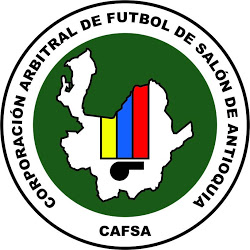 CORPORACIÓN ARBITRAL DE FUTBOL DE SALÓN DE ANTIOQUIA
CAFSA